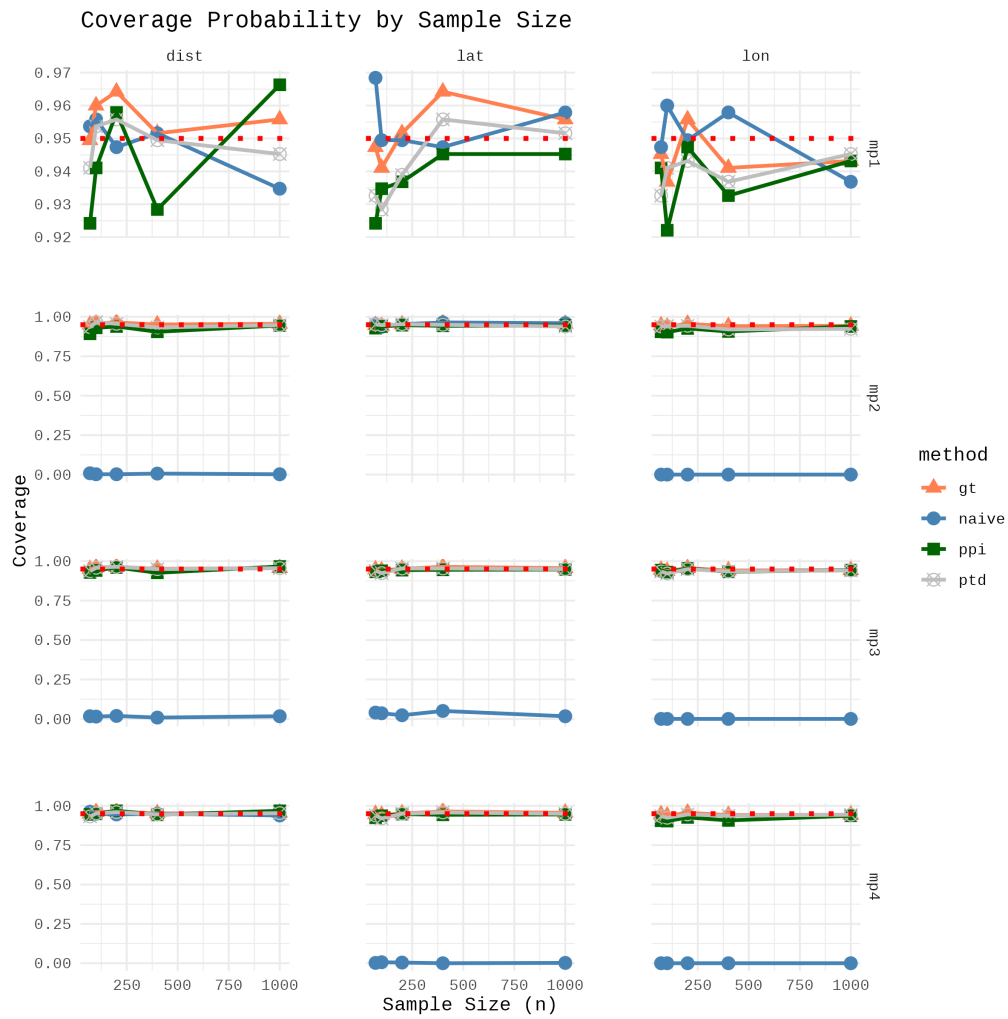 Coverage Probability by Sample Size
dist
lat
lon
0.97
0.96
0.95
0.94
0.93
0.92
mp1
1.00
0.75
0.50
0.25
0.00
mp2
1.00
0.75
0.50
0.25
0.00
mp3
1.00
0.75
0.50
0.25
0.00
mp4
Coverage
250 500 750 1000
250 500 750 1000
250 500 750 1000
Sample Size (n)
method
gt
naive
ppi
ptd